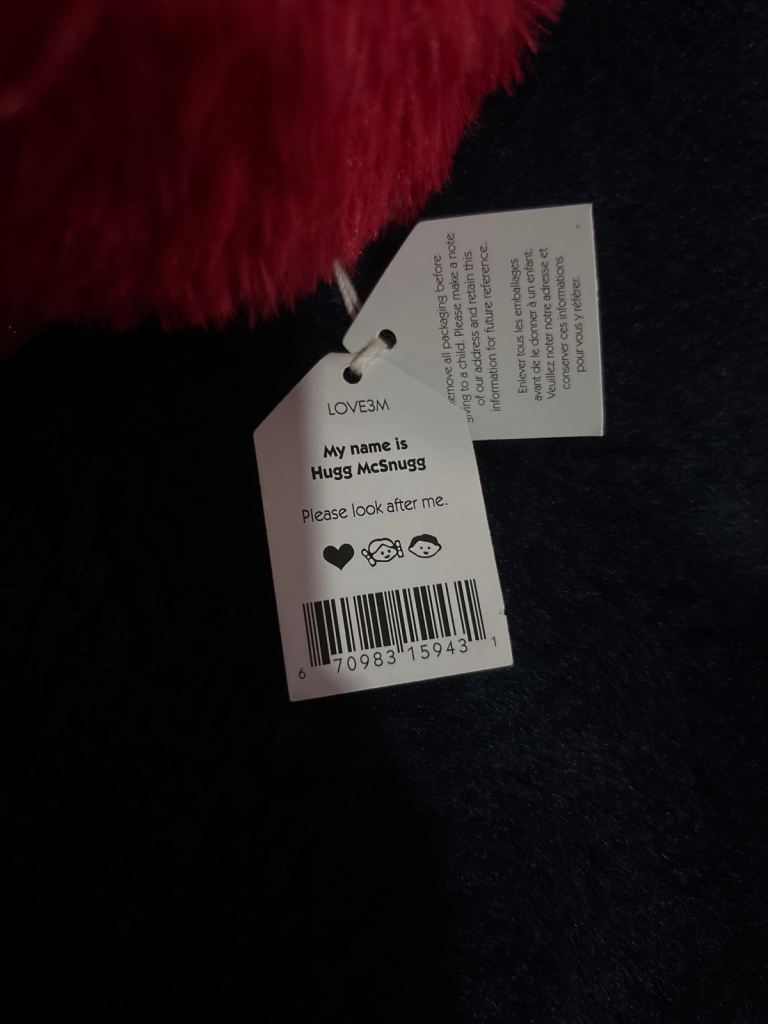 LOVE3M
My name is
Hugg McSnugg
Please look after me.
6 70983 15943 1
emove all packaging before
ving to a child. Please make a note
of our address and retain this
information for future reference.
Enlever tous les emballages
avant de le donner à un enfant.
Veuillez noter notre adresse et
conserver ces informations
pour vous y référer.